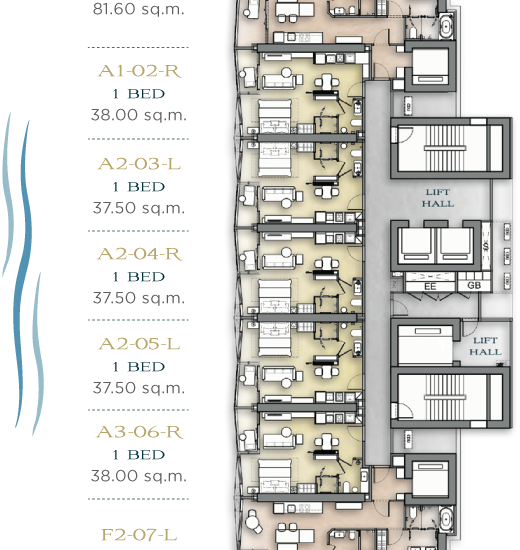 81.60 sq.m.
A1-02-R
1 BED
38.00 sq.m.
A2-03-L
1 BED
37.50 sq.m.
A2-04-R
1 BED
37.50 sq.m.
A2-05-L
1 BED
37.50 sq.m.
A3-06-R
1 BED
38.00 sq.m.
F2-07-L
LIFT
HALL
EE
GB
LIFT
HALL